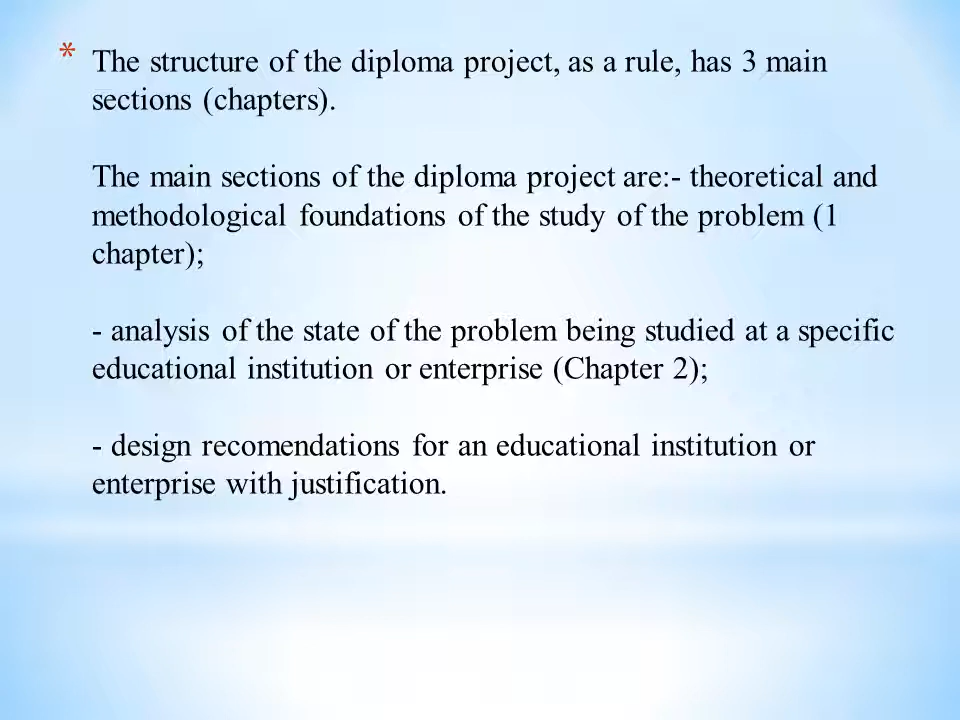 * The structure of the diploma project, as a rule, has 3 main
sections (chapters).
The main sections of the diploma project are:- theoretical and
methodological foundations of the study of the problem (1
chapter);
- analysis of the state of the problem being studied at a specific
educational institution or enterprise (Chapter 2);
- design recomendations for an educational institution or
enterprise with justification.